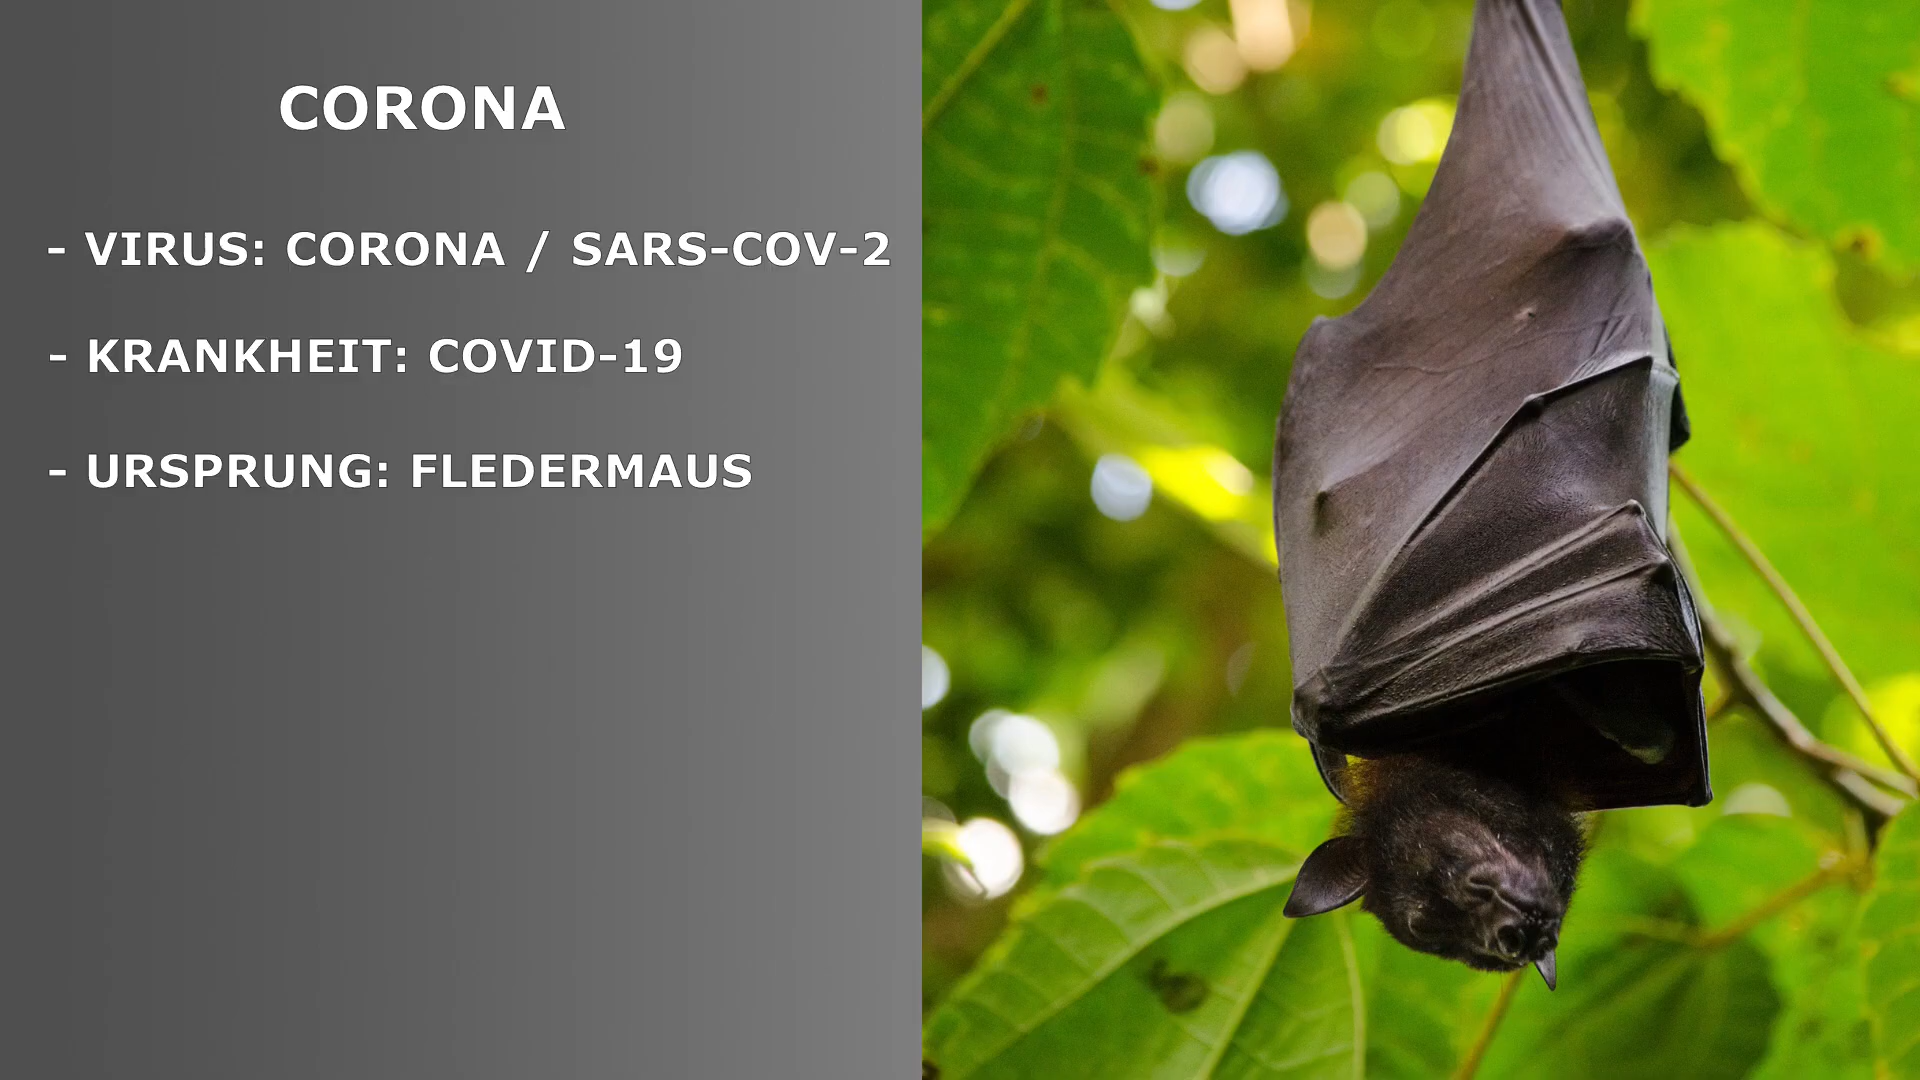 CORONA
- VIRUS: CORONA / SARS-COV-2
- KRANKHEIT: COVID-19
- URSPRUNG: FLEDERMAUS